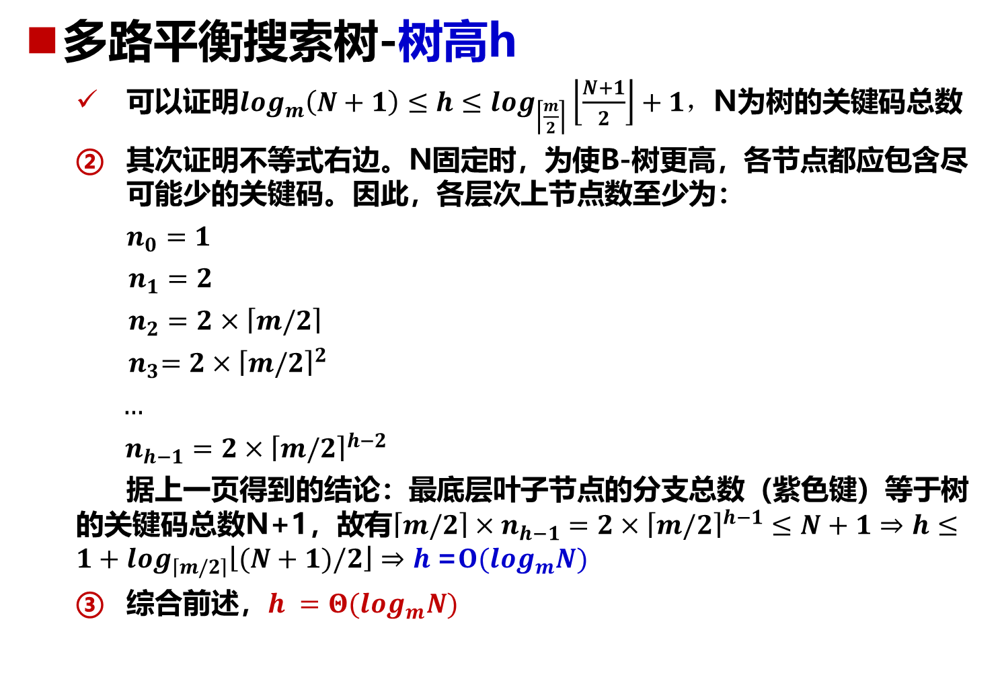 多路平衡搜索树-树高h
✓ 可以证明$log_m(N+1) \le h \le log_{\lceil \frac{m}{2} \rceil} \lfloor \frac{N+1}{2} \rfloor + 1$，N为树的关键码总数
② 其次证明不等式右边。N固定时，为使B-树更高，各节点都应包含尽
可能少的关键码。因此，各层次上节点数至少为：
$n_0 = 1$
$n_1 = 2$
$n_2 = 2 \times \lceil m/2 \rceil$
$n_3 = 2 \times \lceil m/2 \rceil^2$
...
$n_{h-1} = 2 \times \lceil m/2 \rceil^{h-2}$
据上一页得到的结论：最底层叶子节点的分支总数（紫色键）等于树
的关键码总数N+1，故有$\lceil m/2 \rceil \times n_{h-1} = 2 \times \lceil m/2 \rceil^{h-1} \le N + 1 \Rightarrow h \le$
$1 + log_{\lceil m/2 \rceil} \lfloor (N+1)/2 \rfloor \Rightarrow h = O(log_m N)$
③ 综合前述，$h = \Theta(log_m N)$